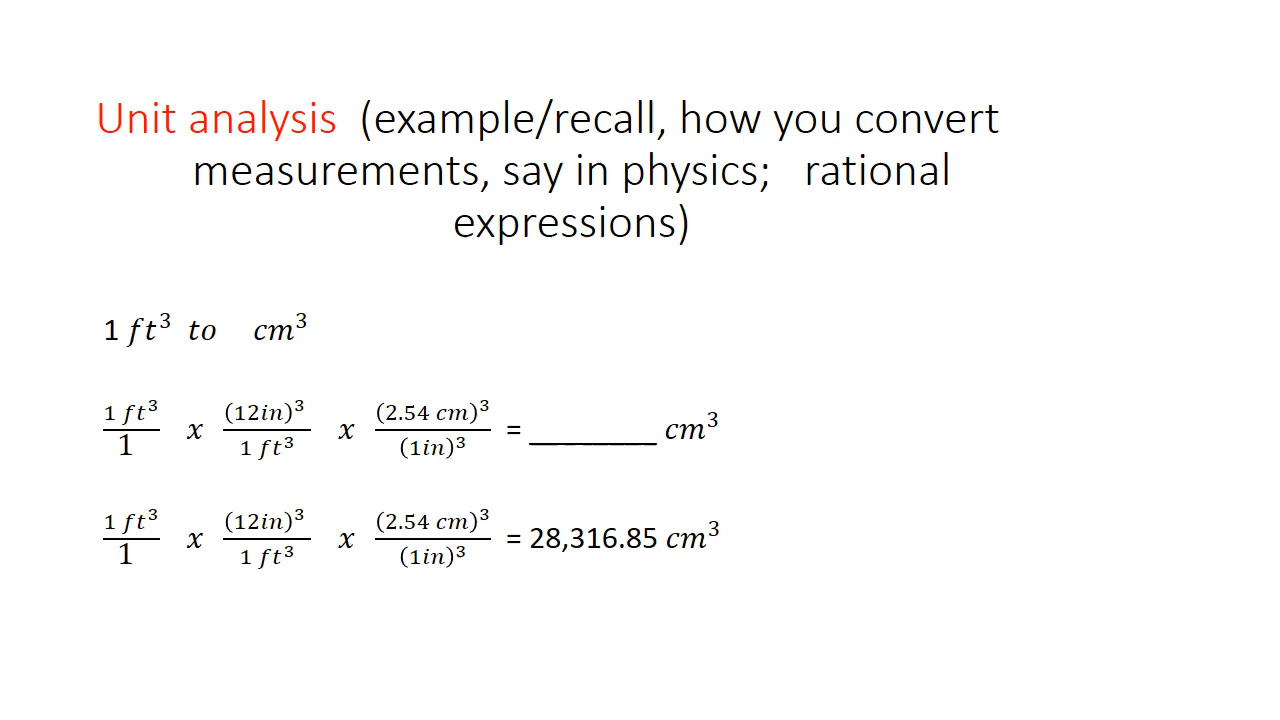 Unit analysis (example/recall, how you convert
measurements, say in physics; rational
expressions)
1 ft³ to cm³
1 ft³/1 x (12in)³/1 ft³ x (2.54 cm)³/(1in)³ = _________ cm³
1 ft³/1 x (12in)³/1 ft³ x (2.54 cm)³/(1in)³ = 28,316.85 cm³